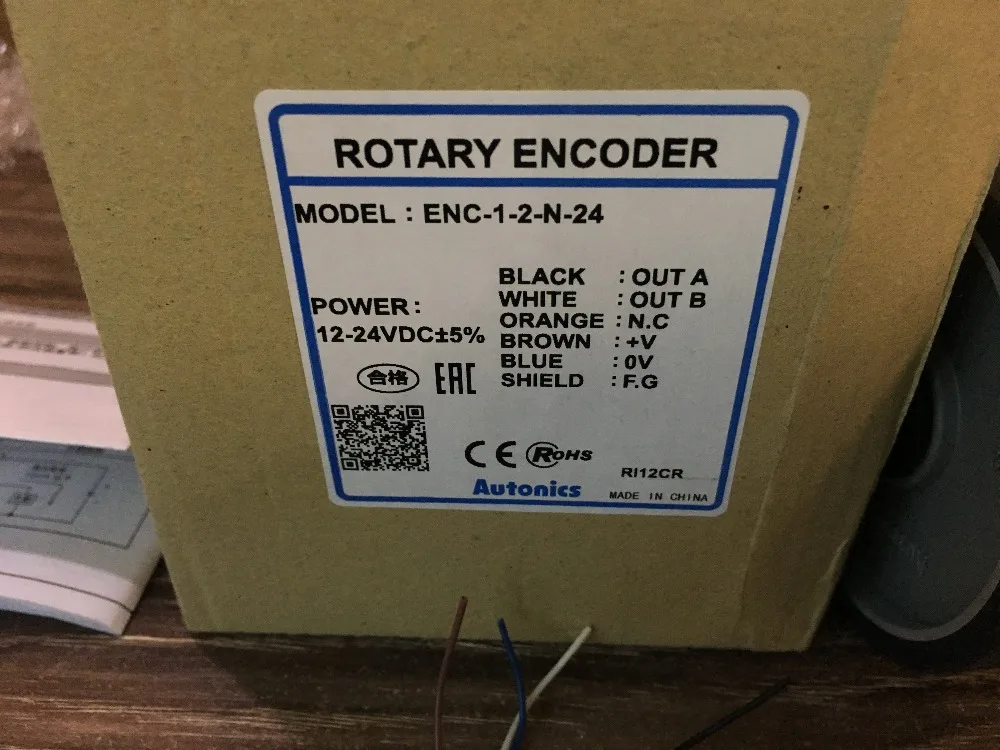 ROTARY ENCODER
MODEL : ENC-1-2-N-24
POWER :
12-24VDC±5%
BLACK : OUT A
WHITE : OUT B
ORANGE : N.C
BROWN : +V
BLUE : 0V
SHIELD : F.G
合格
EAC
CE
RoHS
RI12CR
Autonics
MADE IN CHINA